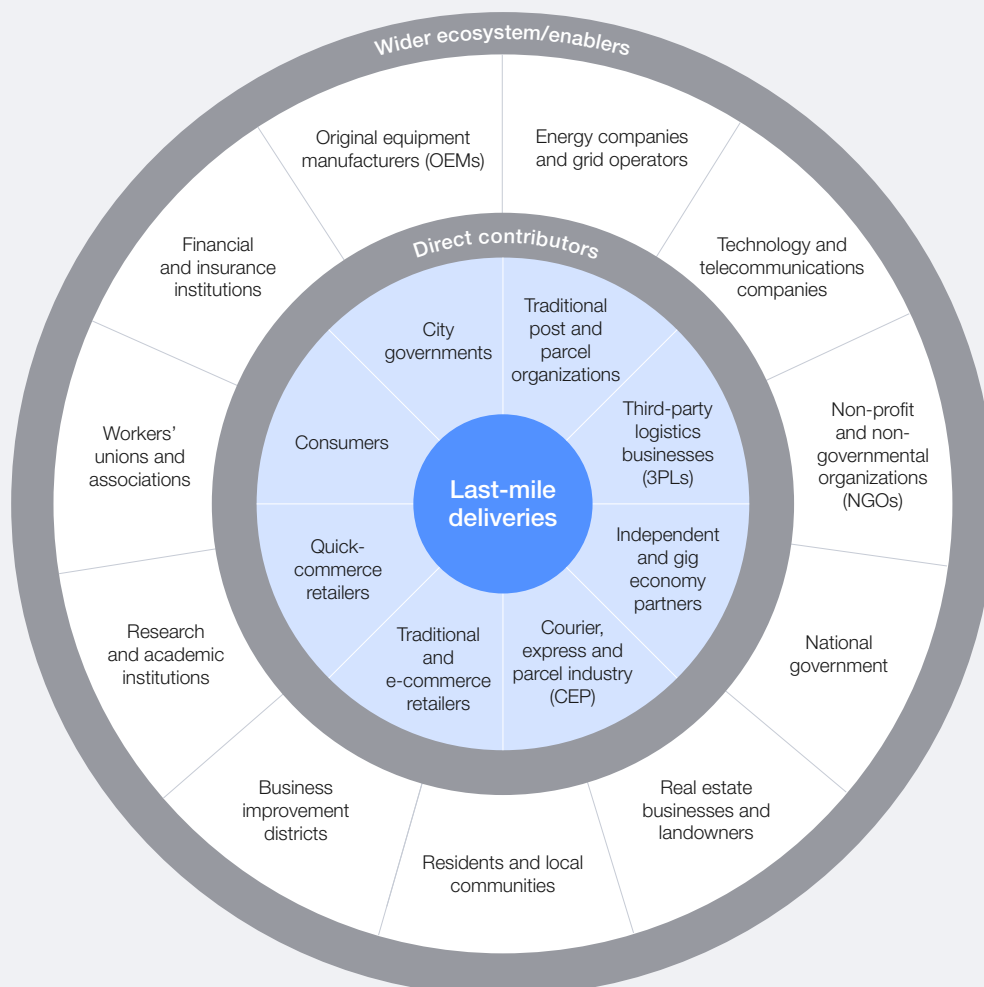 Wider ecosystem/enablers
Original equipment
manufacturers (OEMs)
Energy companies
and grid operators
Technology and
telecommunications
companies
Non-profit
and non-
governmental
organizations
(NGOs)
National
government
Real estate
businesses and
landowners
Residents and local
communities
Business
improvement
districts
Research
and academic
institutions
Workers'
unions and
associations
Financial
and insurance
institutions
Direct contributors
Traditional
post and
parcel
organizations
Third-party
logistics
businesses
(3PLs)
Independent
and gig
economy
partners
Courier,
express and
parcel industry
(CEP)
Traditional
and
e-commerce
retailers
Quick-
commerce
retailers
Consumers
City
governments
Last-mile
deliveries